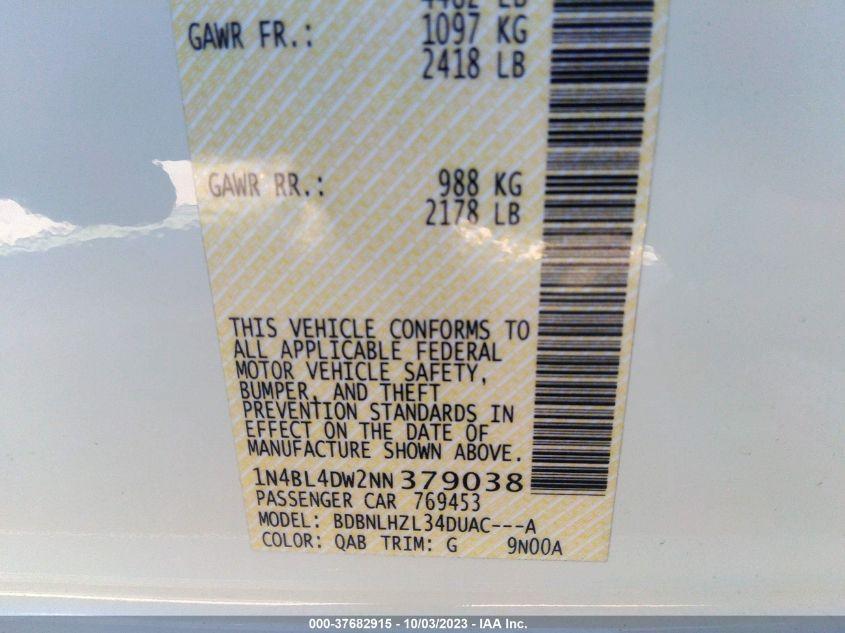 4482 LB
GAWR FR.: 1097 KG
2418 LB
GAWR RR.: 988 KG
2178 LB
THIS VEHICLE CONFORMS TO
ALL APPLICABLE FEDERAL
MOTOR VEHICLE SAFETY,
BUMPER, AND THEFT
PREVENTION STANDARDS IN
EFFECT ON THE DATE OF
MANUFACTURE SHOWN ABOVE.
1N4BL4DW2NN379038
PASSENGER CAR 769453
MODEL: BDBNLHZL34DUAC---A
COLOR: QAB TRIM: G 9N00A
000-37682915 - 10/03/2023 - IAA Inc.